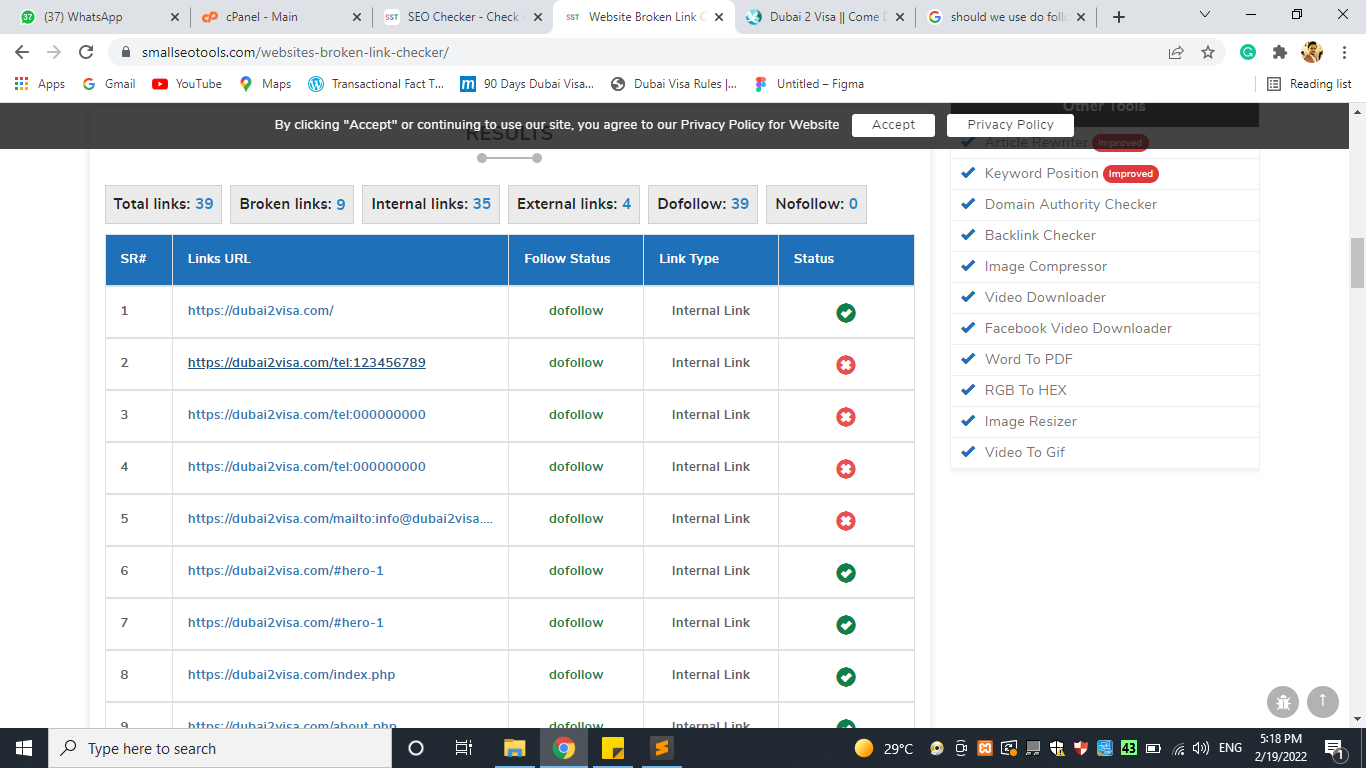 (37) WhatsApp
cPanel - Main
SEO Checker - Check
Website Broken Link C
Dubai 2 Visa || Come D
should we use do follo
smallseotools.com/websites-broken-link-checker/
Apps Gmail YouTube Maps Transactional Fact T... 90 Days Dubai Visa... Dubai Visa Rules |... Untitled – Figma Reading list
By clicking "Accept" or continuing to use our site, you agree to our Privacy Policy for Website Accept Privacy Policy
RESULTS
Total links: 39 Broken links: 9 Internal links: 35 External links: 4 Dofollow: 39 Nofollow: 0
SR# Links URL Follow Status Link Type Status
1 https://dubai2visa.com/ dofollow Internal Link
2 https://dubai2visa.com/tel:123456789 dofollow Internal Link
3 https://dubai2visa.com/tel:000000000 dofollow Internal Link
4 https://dubai2visa.com/tel:000000000 dofollow Internal Link
5 https://dubai2visa.com/mailto:info@dubai2visa.... dofollow Internal Link
6 https://dubai2visa.com/#hero-1 dofollow Internal Link
7 https://dubai2visa.com/#hero-1 dofollow Internal Link
8 https://dubai2visa.com/index.php dofollow Internal Link
9 https://dubai2visa.com/about.php dofollow Internal Link
Other Tools
Article Rewriter Improved
Keyword Position Improved
Domain Authority Checker
Backlink Checker
Image Compressor
Video Downloader
Facebook Video Downloader
Word To PDF
RGB To HEX
Image Resizer
Video To Gif
Type here to search
29°C
43
ENG
5:18 PM
2/19/2022
1